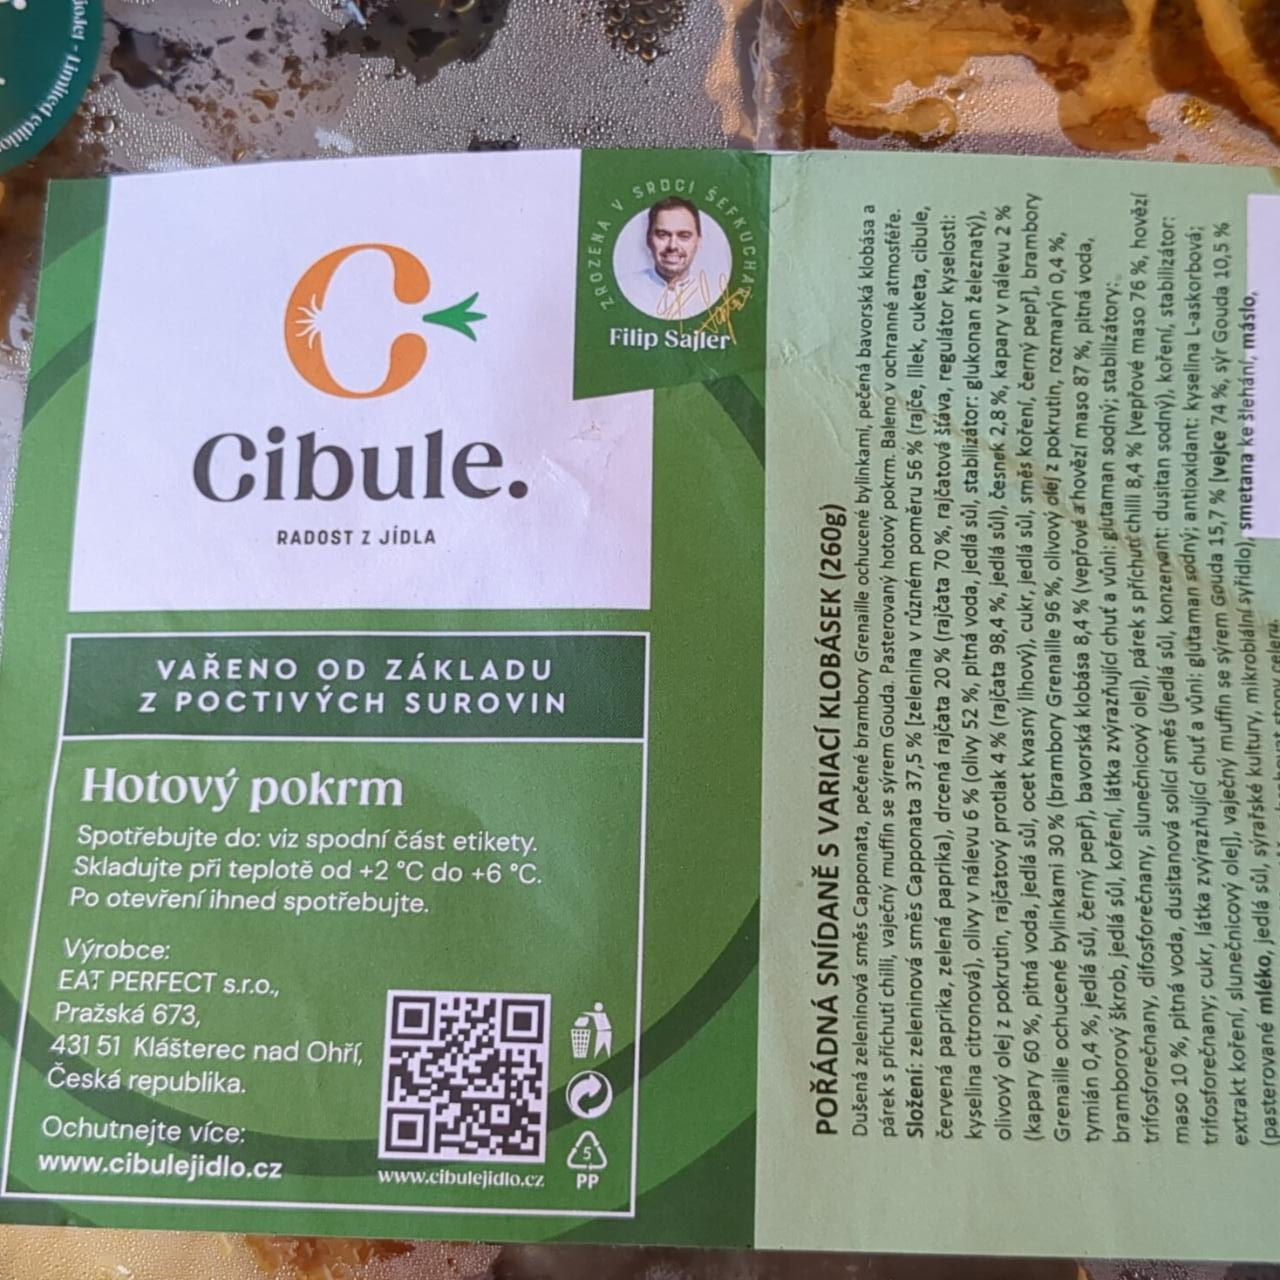 - Limited edition
ZROZENA V SRDCI ŠÉFKUCHAŘE
Filip Sajler
Cibule.
RADOST Z JÍDLA
VAŘENO OD ZÁKLADU
Z POCTIVÝCH SUROVIN
Hotový pokrm
Spotřebujte do: viz spodní část etikety.
Skladujte při teplotě od +2 °C do +6 °C.
Po otevření ihned spotřebujte.
Výrobce:
EAT PERFECT s.r.o.,
Pražská 673,
431 51 Klášterec nad Ohří,
Česká republika.
Ochutnejte více:
www.cibulejidlo.cz
www.cibulejidlo.cz
5
PP
POŘÁDNÁ SNÍDANĚ S VARIACÍ KLOBÁSEK (260g)
Dušená zeleninová směs Capponata, pečené brambory Grenaille ochucené bylinkami, pečená bavorská klobása a
párek s příchutí chilli, vaječný muffin se sýrem Gouda. Pasterovaný hotový pokrm. Baleno v ochranné atmosféře.
Složení: zeleninová směs Capponata 37,5 % [zelenina v různém poměru 56 % (rajče, lilek, cuketa, cibule,
červená paprika, zelená paprika), drcená rajčata 20 % (rajčata 70 %, rajčatová šťáva, regulátor kyselosti:
kyselina citronová), olivy v nálevu 6 % (olivy 52 %, pitná voda, jedlá sůl, stabilizátor: glukonan železnatý),
olivový olej z pokrutin, rajčatový protlak 4 % (rajčata 98,4 %, jedlá sůl), česnek 2,8 %, kapary v nálevu 2 %
(kapary 60 %, pitná voda, jedlá sůl, ocet kvasný lihový), cukr, jedlá sůl, směs koření, černý pepř], brambory
Grenaille ochucené bylinkami 30 % (brambory Grenaille 96 %, olivový olej z pokrutin, rozmarýn 0,4 %,
tymián 0,4 %, jedlá sůl, černý pepř), bavorská klobása 8,4 % (vepřové a hovězí maso 87 %, pitná voda,
bramborový škrob, jedlá sůl, koření, látka zvýrazňující chuť a vůni: glutaman sodný; stabilizátory:
trifosforečnany, difosforečnany, slunečnicový olej), párek s příchutí chilli 8,4 % [vepřové maso 76 %, hovězí
maso 10 %, pitná voda, dusitanová solící směs (jedlá sůl, konzervant: dusitan sodný), koření, stabilizátor:
trifosforečnany; cukr, látka zvýrazňující chuť a vůni: glutaman sodný; antioxidant: kyselina L-askorbová;
extrakt koření, slunečnicový olej], vaječný muffin se sýrem Gouda 15,7 % [vejce 74 %, sýr Gouda 10,5 %
(pasterované mléko, jedlá sůl, sýrařské kultury, mikrobiální syřidlo), smetana ke šlehání, máslo,
stopy celeru.